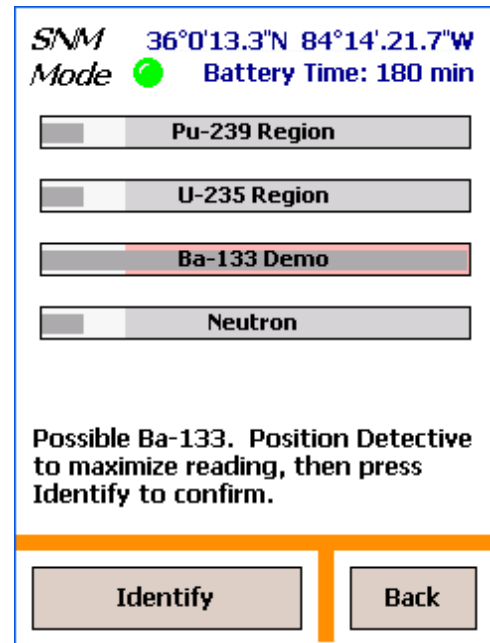 SNM 36°0'13.3"N 84°14'.21.7"W
Mode Battery Time: 180 min
Pu-239 Region
U-235 Region
Ba-133 Demo
Neutron
Possible Ba-133. Position Detective
to maximize reading, then press
Identify to confirm.
Identify Back